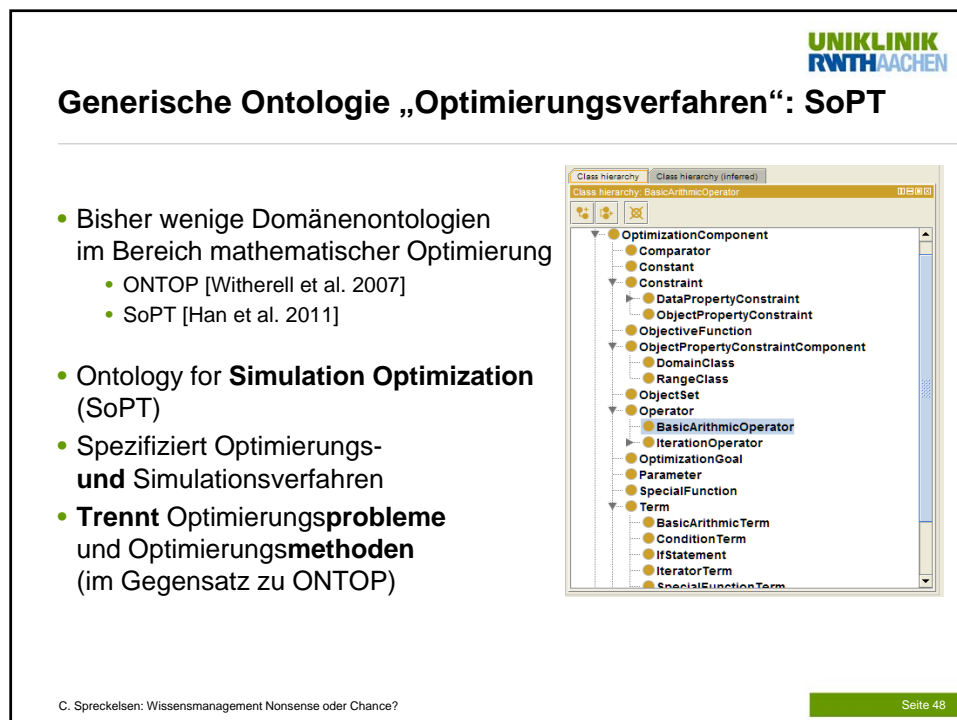 UNIKLINIK
RWTHAACHEN
Generische Ontologie „Optimierungsverfahren“: SoPT
• Bisher wenige Domänenontologien
im Bereich mathematischer Optimierung
• ONTOP [Witherell et al. 2007]
• SoPT [Han et al. 2011]
• Ontology for Simulation Optimization
(SoPT)
• Spezifiziert Optimierungs-
und Simulationsverfahren
• Trennt Optimierungsprobleme
und Optimierungsmethoden
(im Gegensatz zu ONTOP)
Class hierarchy Class hierarchy (inferred)
Class hierarchy: BasicArithmicOperator
OptimizationComponent
Comparator
Constant
Constraint
DataPropertyConstraint
ObjectPropertyConstraint
ObjectiveFunction
ObjectPropertyConstraintComponent
DomainClass
RangeClass
ObjectSet
Operator
BasicArithmicOperator
IterationOperator
OptimizationGoal
Parameter
SpecialFunction
Term
BasicArithmicTerm
ConditionTerm
IfStatement
IteratorTerm
SpecialFunctionTerm
C. Spreckelsen: Wissensmanagement Nonsense oder Chance?
Seite 48